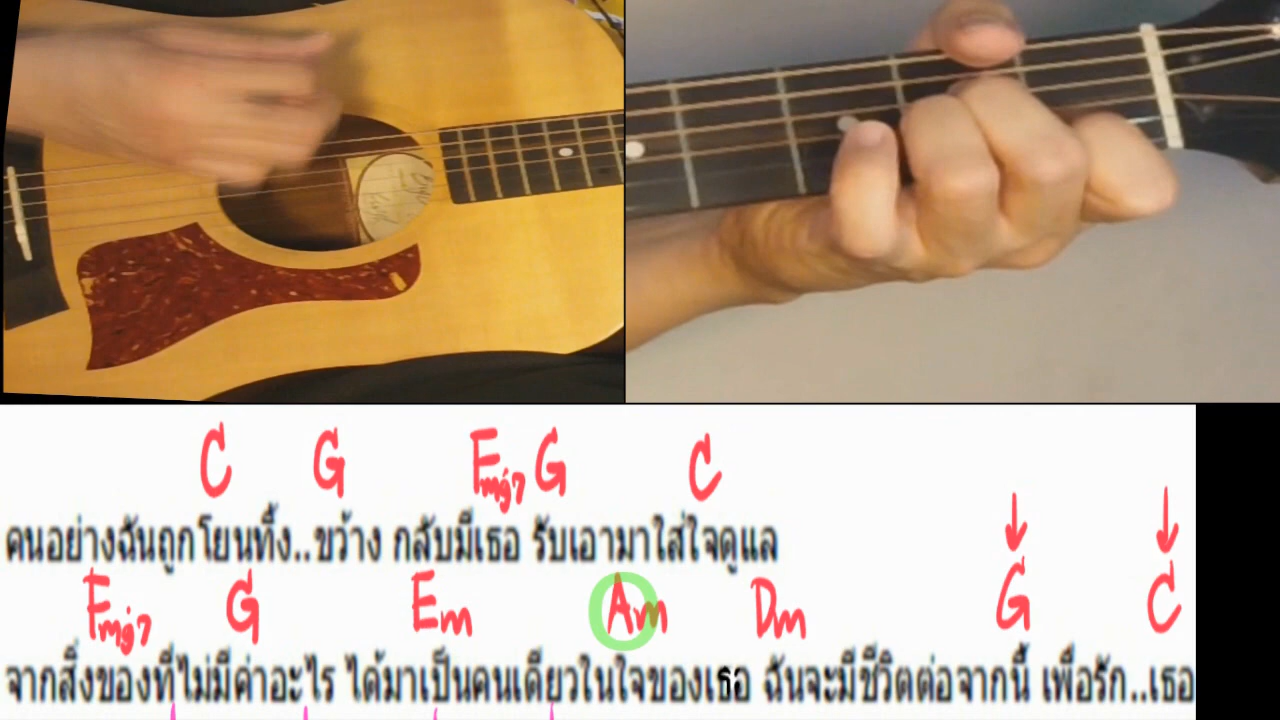 C G Fmaj7 G C
คนอย่างฉันถูกโยนทิ้ง..ขว้าง กลับมีเธอ รับเอามาใส่ใจดูแล
Fmaj7 G Em Am Dm G C
จากสิ่งของที่ไม่มีค่าอะไร ได้มาเป็นคนเดียวในใจของเธอ ฉันจะมีชีวิตต่อจากนี้ เพื่อรัก..เธอ